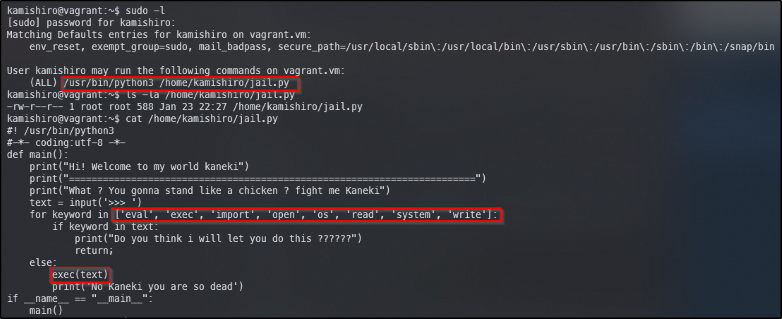 kamishiro@vagrant:~$ sudo -l
[sudo] password for kamishiro:
Matching Defaults entries for kamishiro on vagrant.vm:
    env_reset, exempt_group=sudo, mail_badpass, secure_path=/usr/local/sbin\:/usr/local/bin\:/usr/sbin\:/usr/bin\:/sbin\:/bin\:/snap/bin

User kamishiro may run the following commands on vagrant.vm:
    (ALL) /usr/bin/python3 /home/kamishiro/jail.py
kamishiro@vagrant:~$ ls -la /home/kamishiro/jail.py
-rw-r--r-- 1 root root 588 Jan 23 22:27 /home/kamishiro/jail.py
kamishiro@vagrant:~$ cat /home/kamishiro/jail.py
#! /usr/bin/python3
#-*- coding:utf-8 -*-
def main():
    print("Hi! Welcome to my world kaneki")
    print("========================================================================")
    print("What ? You gonna stand like a chicken ? fight me Kaneki")
    text = input('>>> ')
    for keyword in ['eval', 'exec', 'import', 'open', 'os', 'read', 'system', 'write']:
        if keyword in text:
            print("Do you think i will let you do this ??????")
            return;
    else:
        exec(text)
        print('No Kaneki you are so dead')
if __name__ == "__main__":
    main()